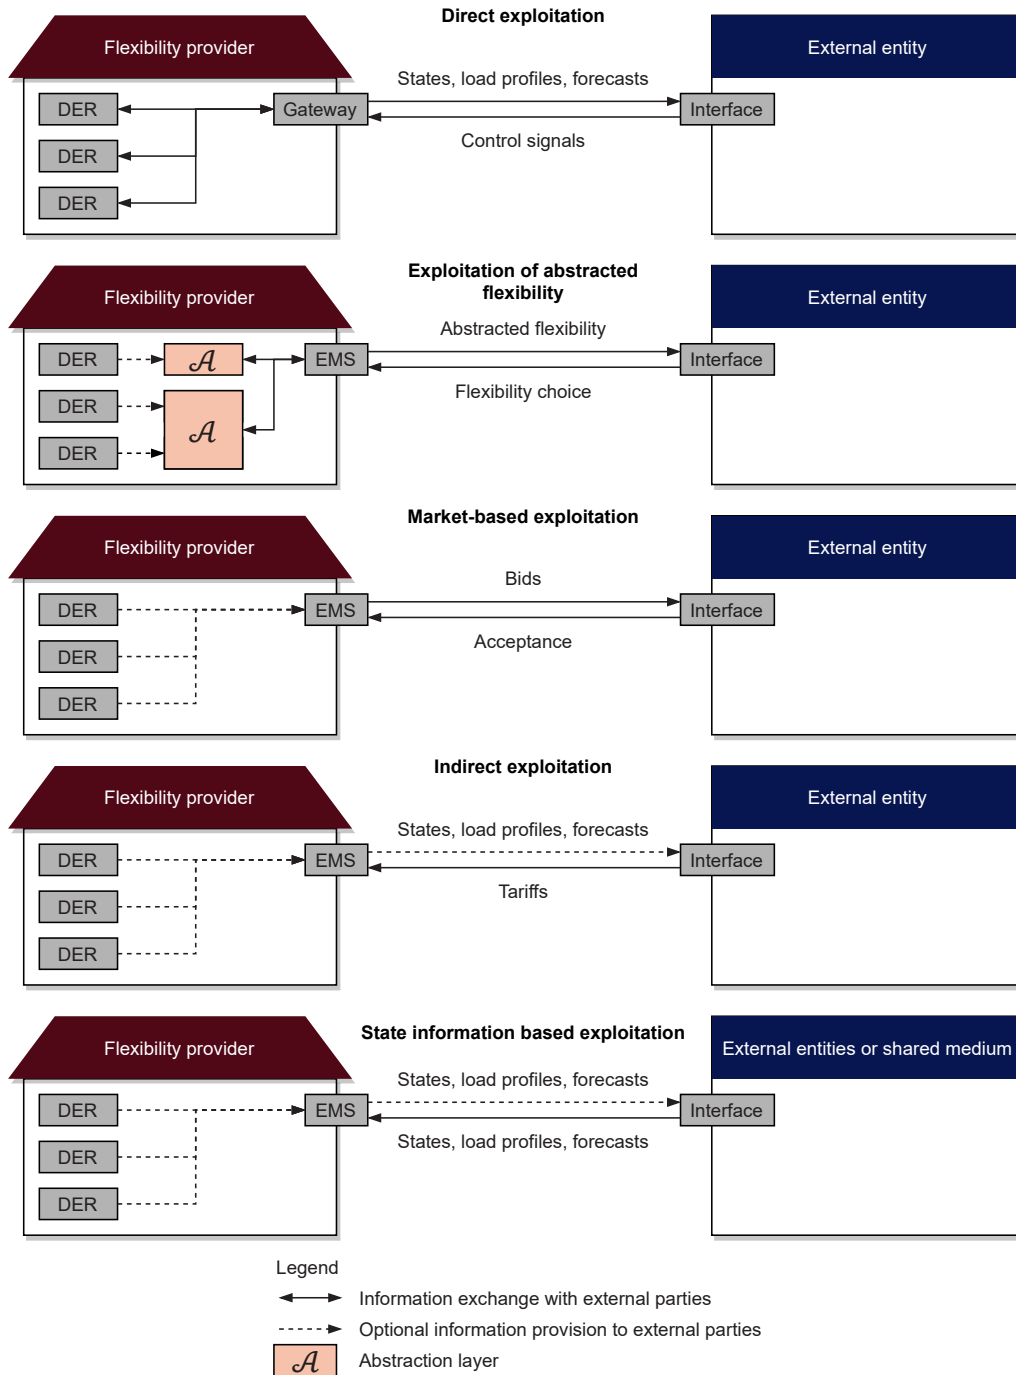 Direct exploitation
Flexibility provider
External entity
States, load profiles, forecasts
DER
Gateway
Interface
Control signals
DER
DER
Exploitation of abstracted
flexibility
Flexibility provider
External entity
Abstracted flexibility
DER
𝒜
EMS
Interface
Flexibility choice
DER
𝒜
DER
Market-based exploitation
Flexibility provider
External entity
Bids
DER
EMS
Interface
Acceptance
DER
DER
Indirect exploitation
Flexibility provider
External entity
States, load profiles, forecasts
DER
EMS
Interface
Tariffs
DER
DER
State information based exploitation
Flexibility provider
External entities or shared medium
States, load profiles, forecasts
DER
EMS
Interface
States, load profiles, forecasts
DER
DER
Legend
Information exchange with external parties
Optional information provision to external parties
𝒜 Abstraction layer